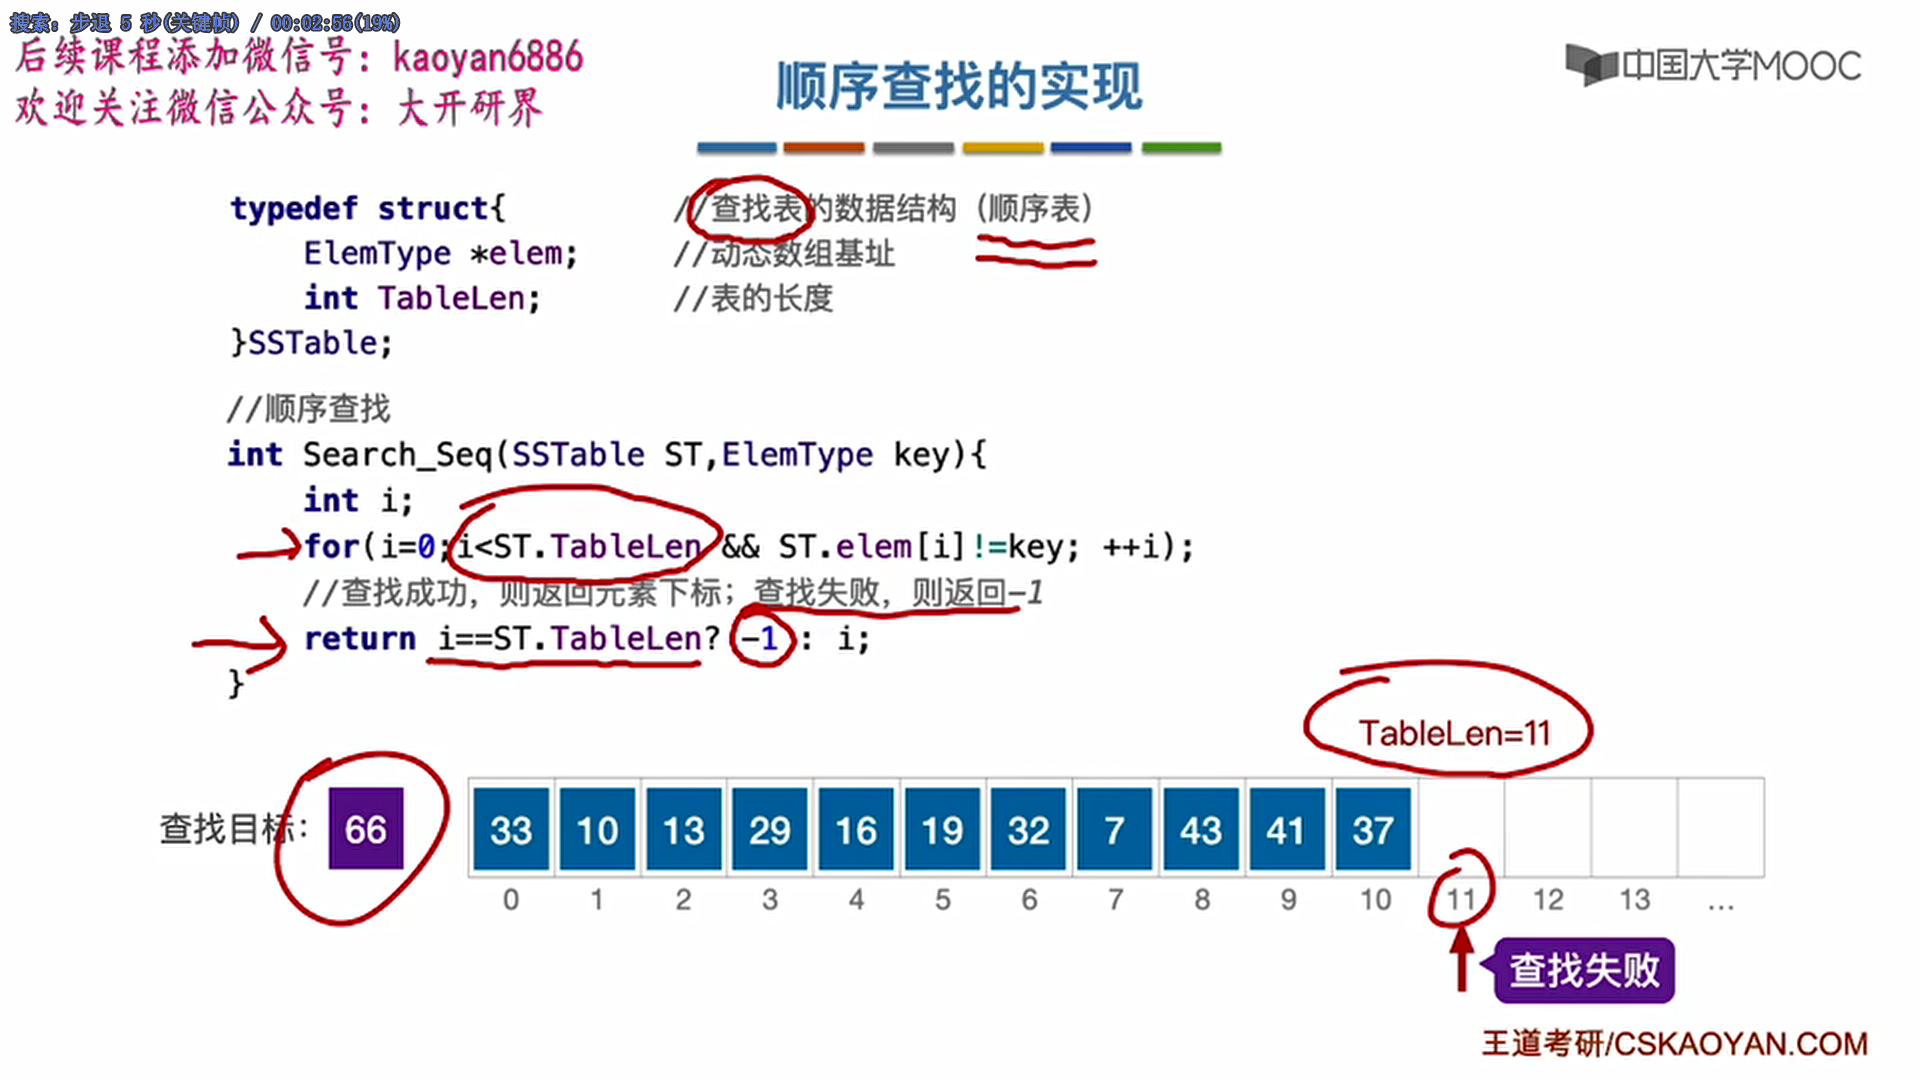 搜索: 步退 5 秒(关键帧) / 00:02:56(19%)
后续课程添加微信号: kaoyan6886
欢迎关注微信公众号: 大开研界
中国大学MOOC
顺序查找的实现
typedef struct{ //查找表的数据结构（顺序表）
ElemType *elem; //动态数组基址
int TableLen; //表的长度
}SSTable;
//顺序查找
int Search_Seq(SSTable ST,ElemType key){
int i;
for(i=0;i<ST.TableLen && ST.elem[i]!=key; ++i);
//查找成功，则返回元素下标；查找失败，则返回-1
return i==ST.TableLen? -1 : i;
}
TableLen=11
查找目标： 66 33 10 13 29 16 19 32 7 43 41 37
0 1 2 3 4 5 6 7 8 9 10 11 12 13 ...
查找失败
王道考研/CSKAOYAN.COM